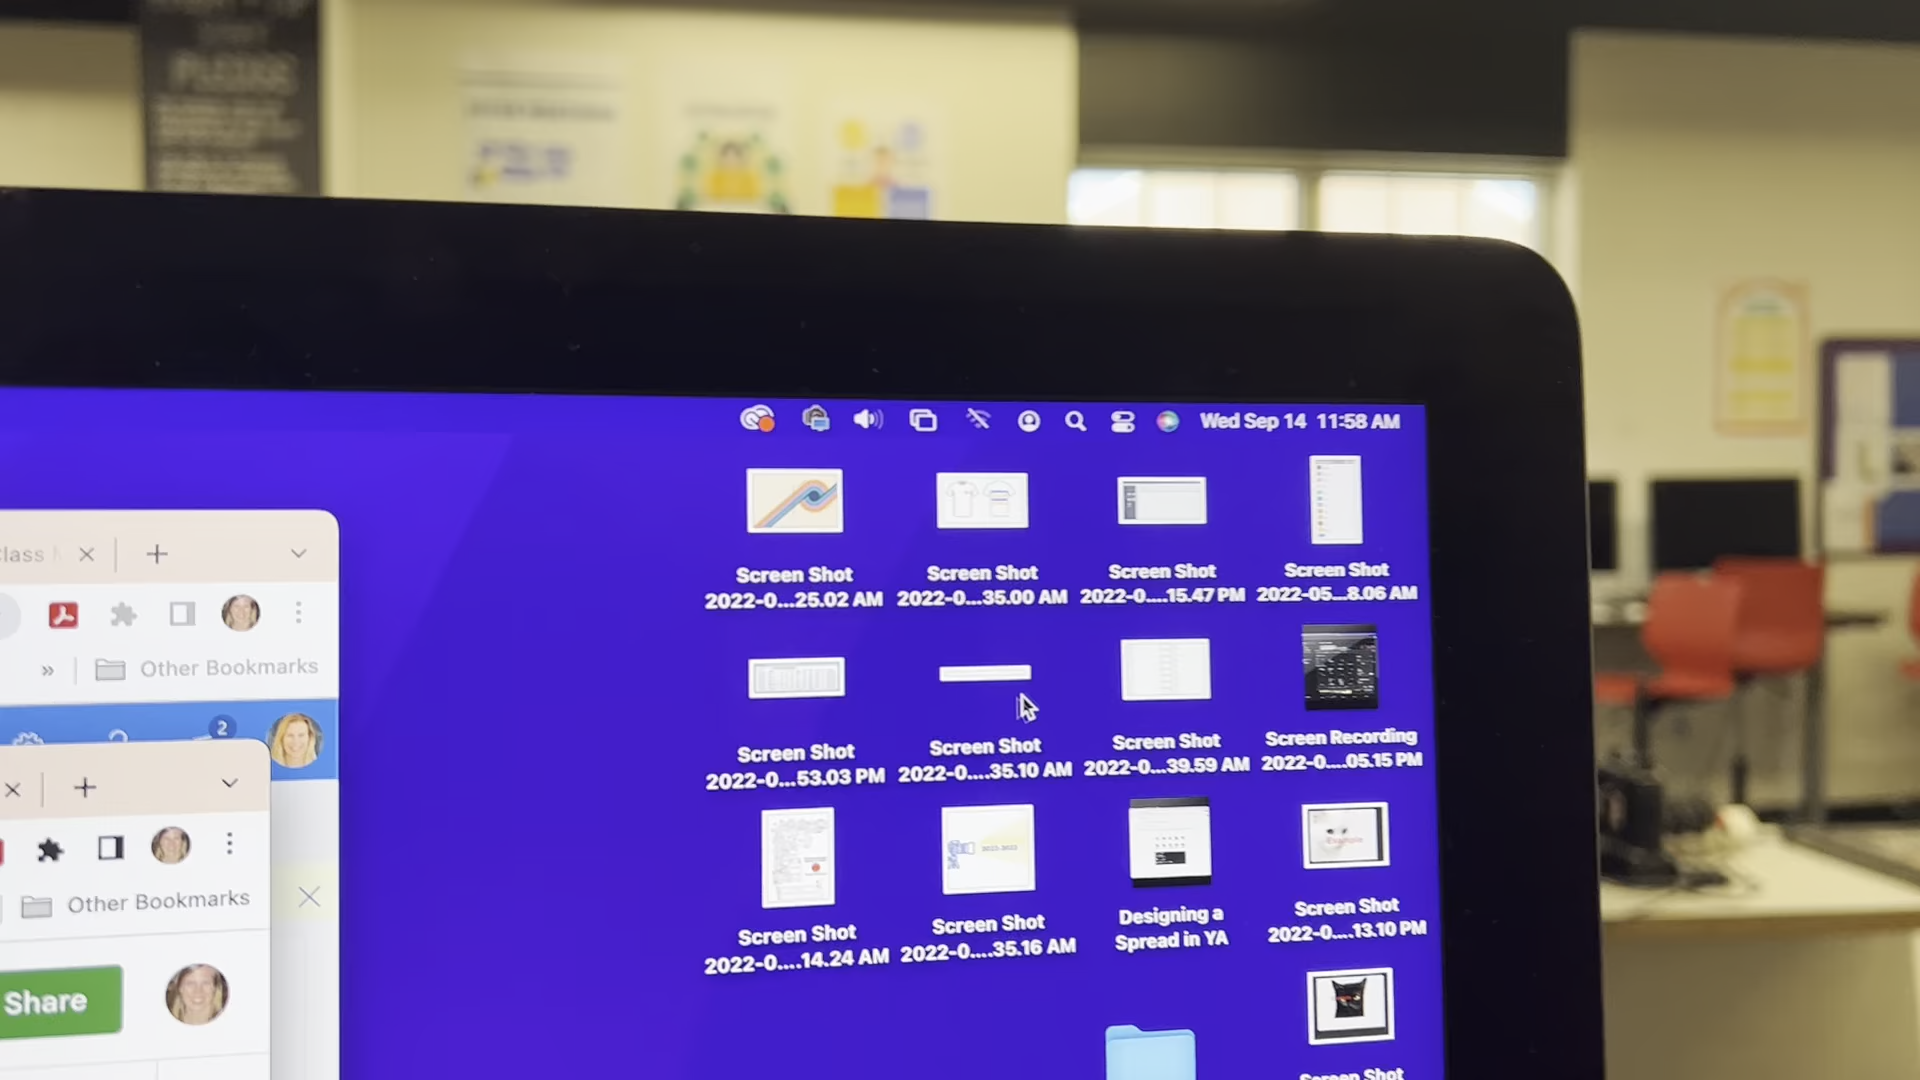 PLEIXS
Wed Sep 14 11:58 AM
Class
Other Bookmarks
2
Other Bookmarks
Share
Screen Shot
2022-0...25.02 AM
Screen Shot
2022-0....35.00 AM
Screen Shot
2022-0....15.47 PM
Screen Shot
2022-05...8.06 AM
Screen Shot
2022-0...53.03 PM
Screen Shot
2022-0....35.10 AM
Screen Shot
2022-0...39.59 AM
Screen Recording
2022-0....05.15 PM
2022-2023
Example
Screen Shot
2022-0....14.24 AM
Screen Shot
2022-0....35.16 AM
Designing a
Spread in YA
Screen Shot
2022-0....13.10 PM
Screen Shot